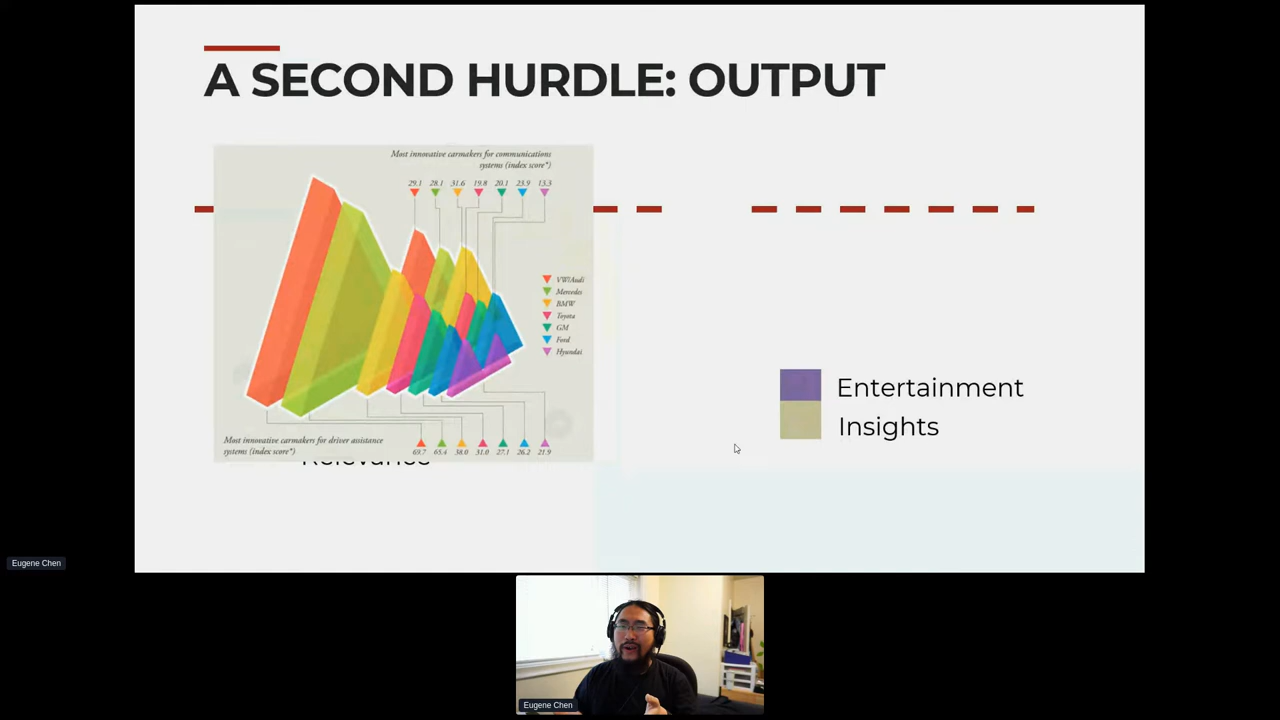 A SECOND HURDLE: OUTPUT
Most innovative carmakers for communications
systems (index score*)
29.1 28.1 31.6 19.8 20.1 23.9 13.3
VW/Audi
Mercedes
BMW
Toyota
GM
Ford
Hyundai
Entertainment
Insights
Most innovative carmakers for driver assistance
systems (index score*)
69.7 65.4 38.0 31.0 27.1 26.2 21.9
Relevance
Eugene Chen
Eugene Chen